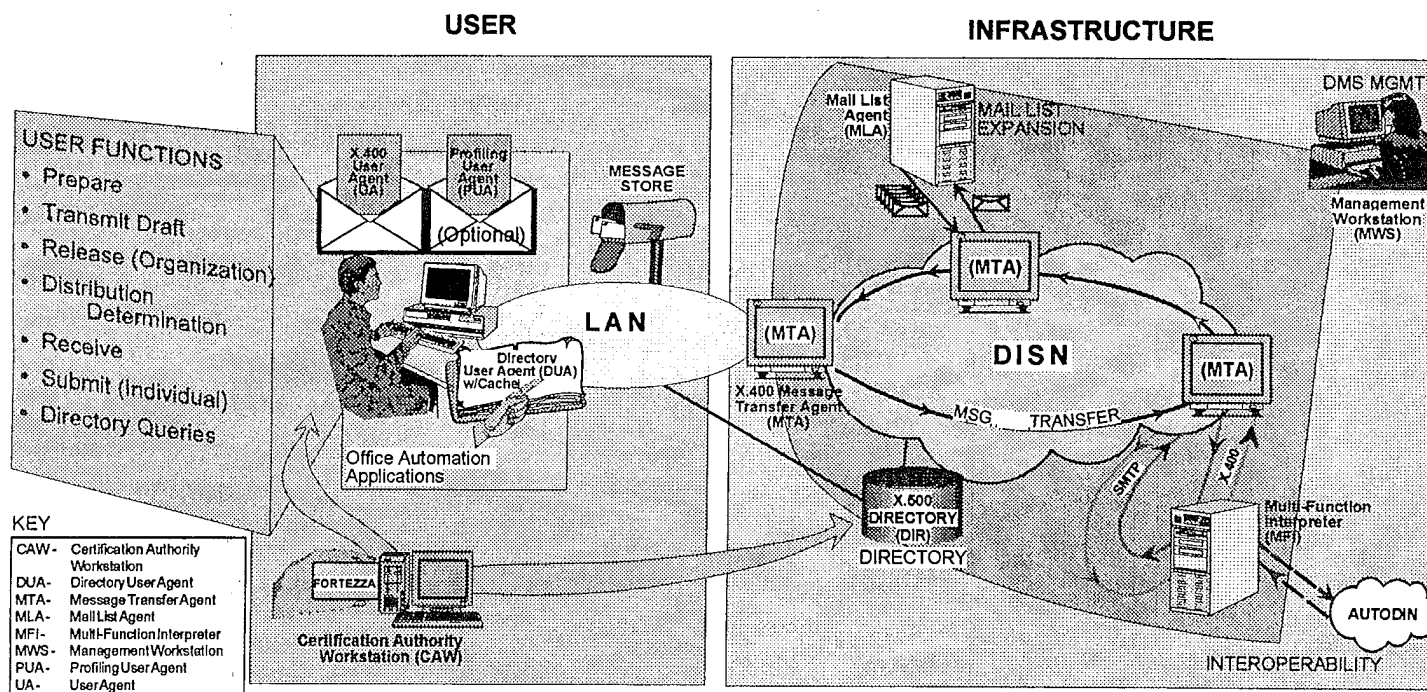 USER
INFRASTRUCTURE
USER FUNCTIONS
• Prepare
• Transmit Draft
• Release (Organization)
• Distribution
Determination
• Receive
• Submit (Individual)
• Directory Queries
X.400
User
Agent
(UA)
Profiling
User
Agent
(PUA)
(Optional)
MESSAGE
STORE
LAN
Directory
User Agent (DUA)
w/Cache
Office Automation
Applications
FORTEZZA
Certification Authority
Workstation (CAW)
KEY
CAW - Certification Authority
Workstation
DUA- Directory User Agent
MTA- Message Transfer Agent
MLA- Mail List Agent
MFI- Multi-Function Interpreter
MWS- Management Workstation
PUA- Profiling User Agent
UA- User Agent
Mail List
Agent
(MLA)
MAIL LIST
EXPANSION
DMS MGMT
Management
Workstation
(MWS)
(MTA)
(MTA)
(MTA)
DISN
X.400 Message
Transfer Agent
(MTA)
MSG TRANSFER
SMTP
X.400
X.500
DIRECTORY
(DIR)
DIRECTORY
Multi-Function
Interpreter
(MFI)
AUTODIN
INTEROPERABILITY